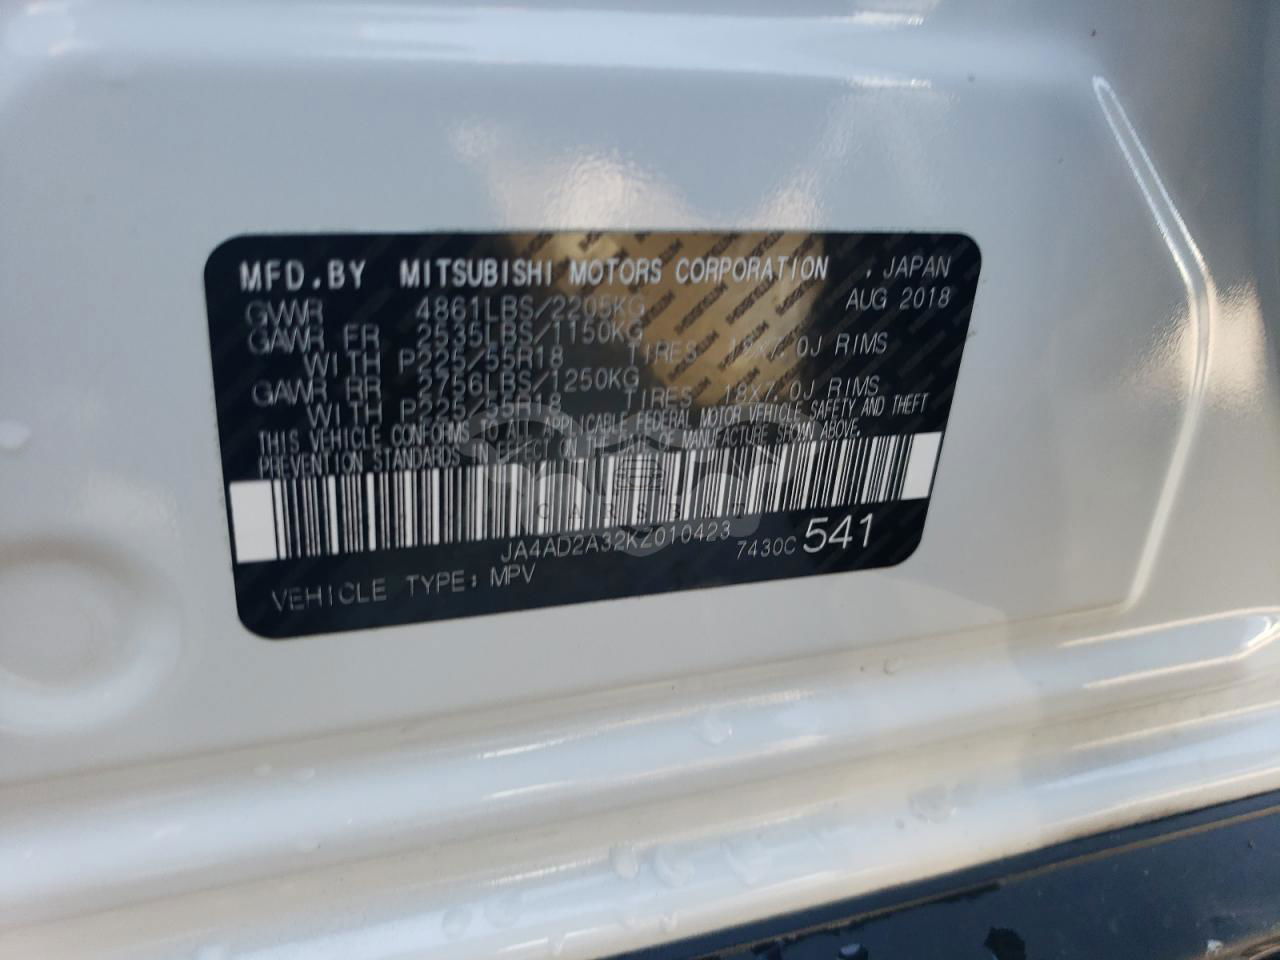 MFD.BY MITSUBISHI MOTORS CORPORATION , JAPAN
GVWR 4861LBS/2205KG AUG 2018
GAWR FR 2535LBS/1150KG
WITH P225/55R18 TIRES 18X7.0J RIMS
GAWR RR 2756LBS/1250KG
WITH P225/55R18 TIRES 18X7.0J RIMS
THIS VEHICLE CONFORMS TO ALL APPLICABLE FEDERAL MOTOR VEHICLE SAFETY AND THEFT
PREVENTION STANDARDS IN EFFECT ON THE DATE OF MANUFACTURE SHOWN ABOVE.
CARSBAT
JA4AD2A32KZ010423 7430C 541
VEHICLE TYPE: MPV